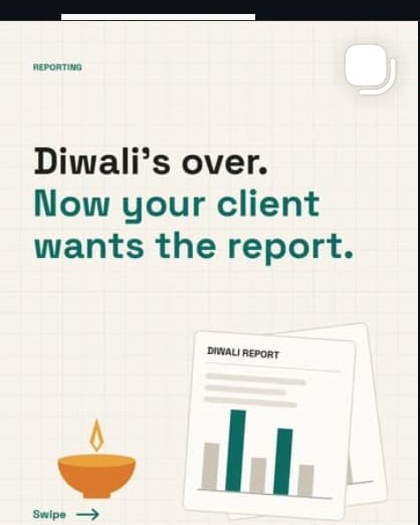 REPORTING
Diwali's over.
Now your client
wants the report.
DIWALI REPORT
Swipe